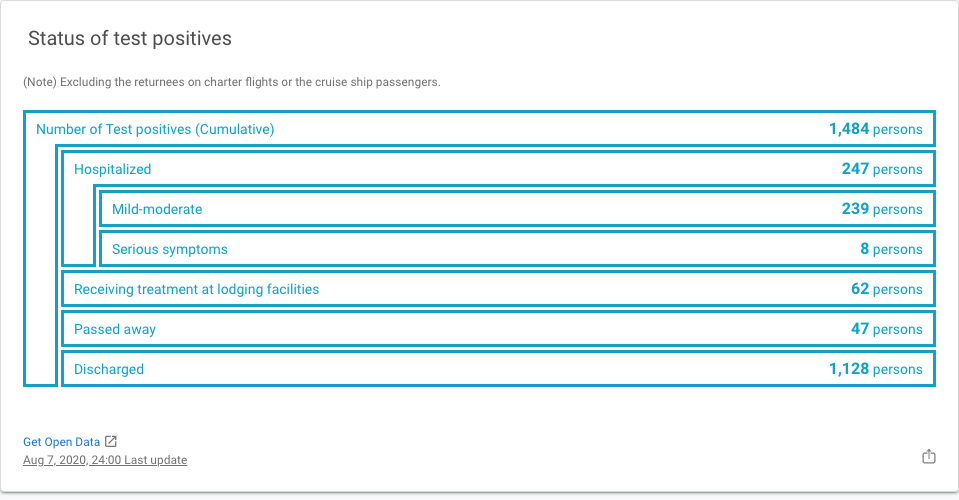 Status of test positives
(Note) Excluding the returnees on charter flights or the cruise ship passengers.
Number of Test positives (Cumulative) 1,484 persons
Hospitalized 247 persons
Mild-moderate 239 persons
Serious symptoms 8 persons
Receiving treatment at lodging facilities 62 persons
Passed away 47 persons
Discharged 1,128 persons
Get Open Data
Aug 7, 2020, 24:00 Last update